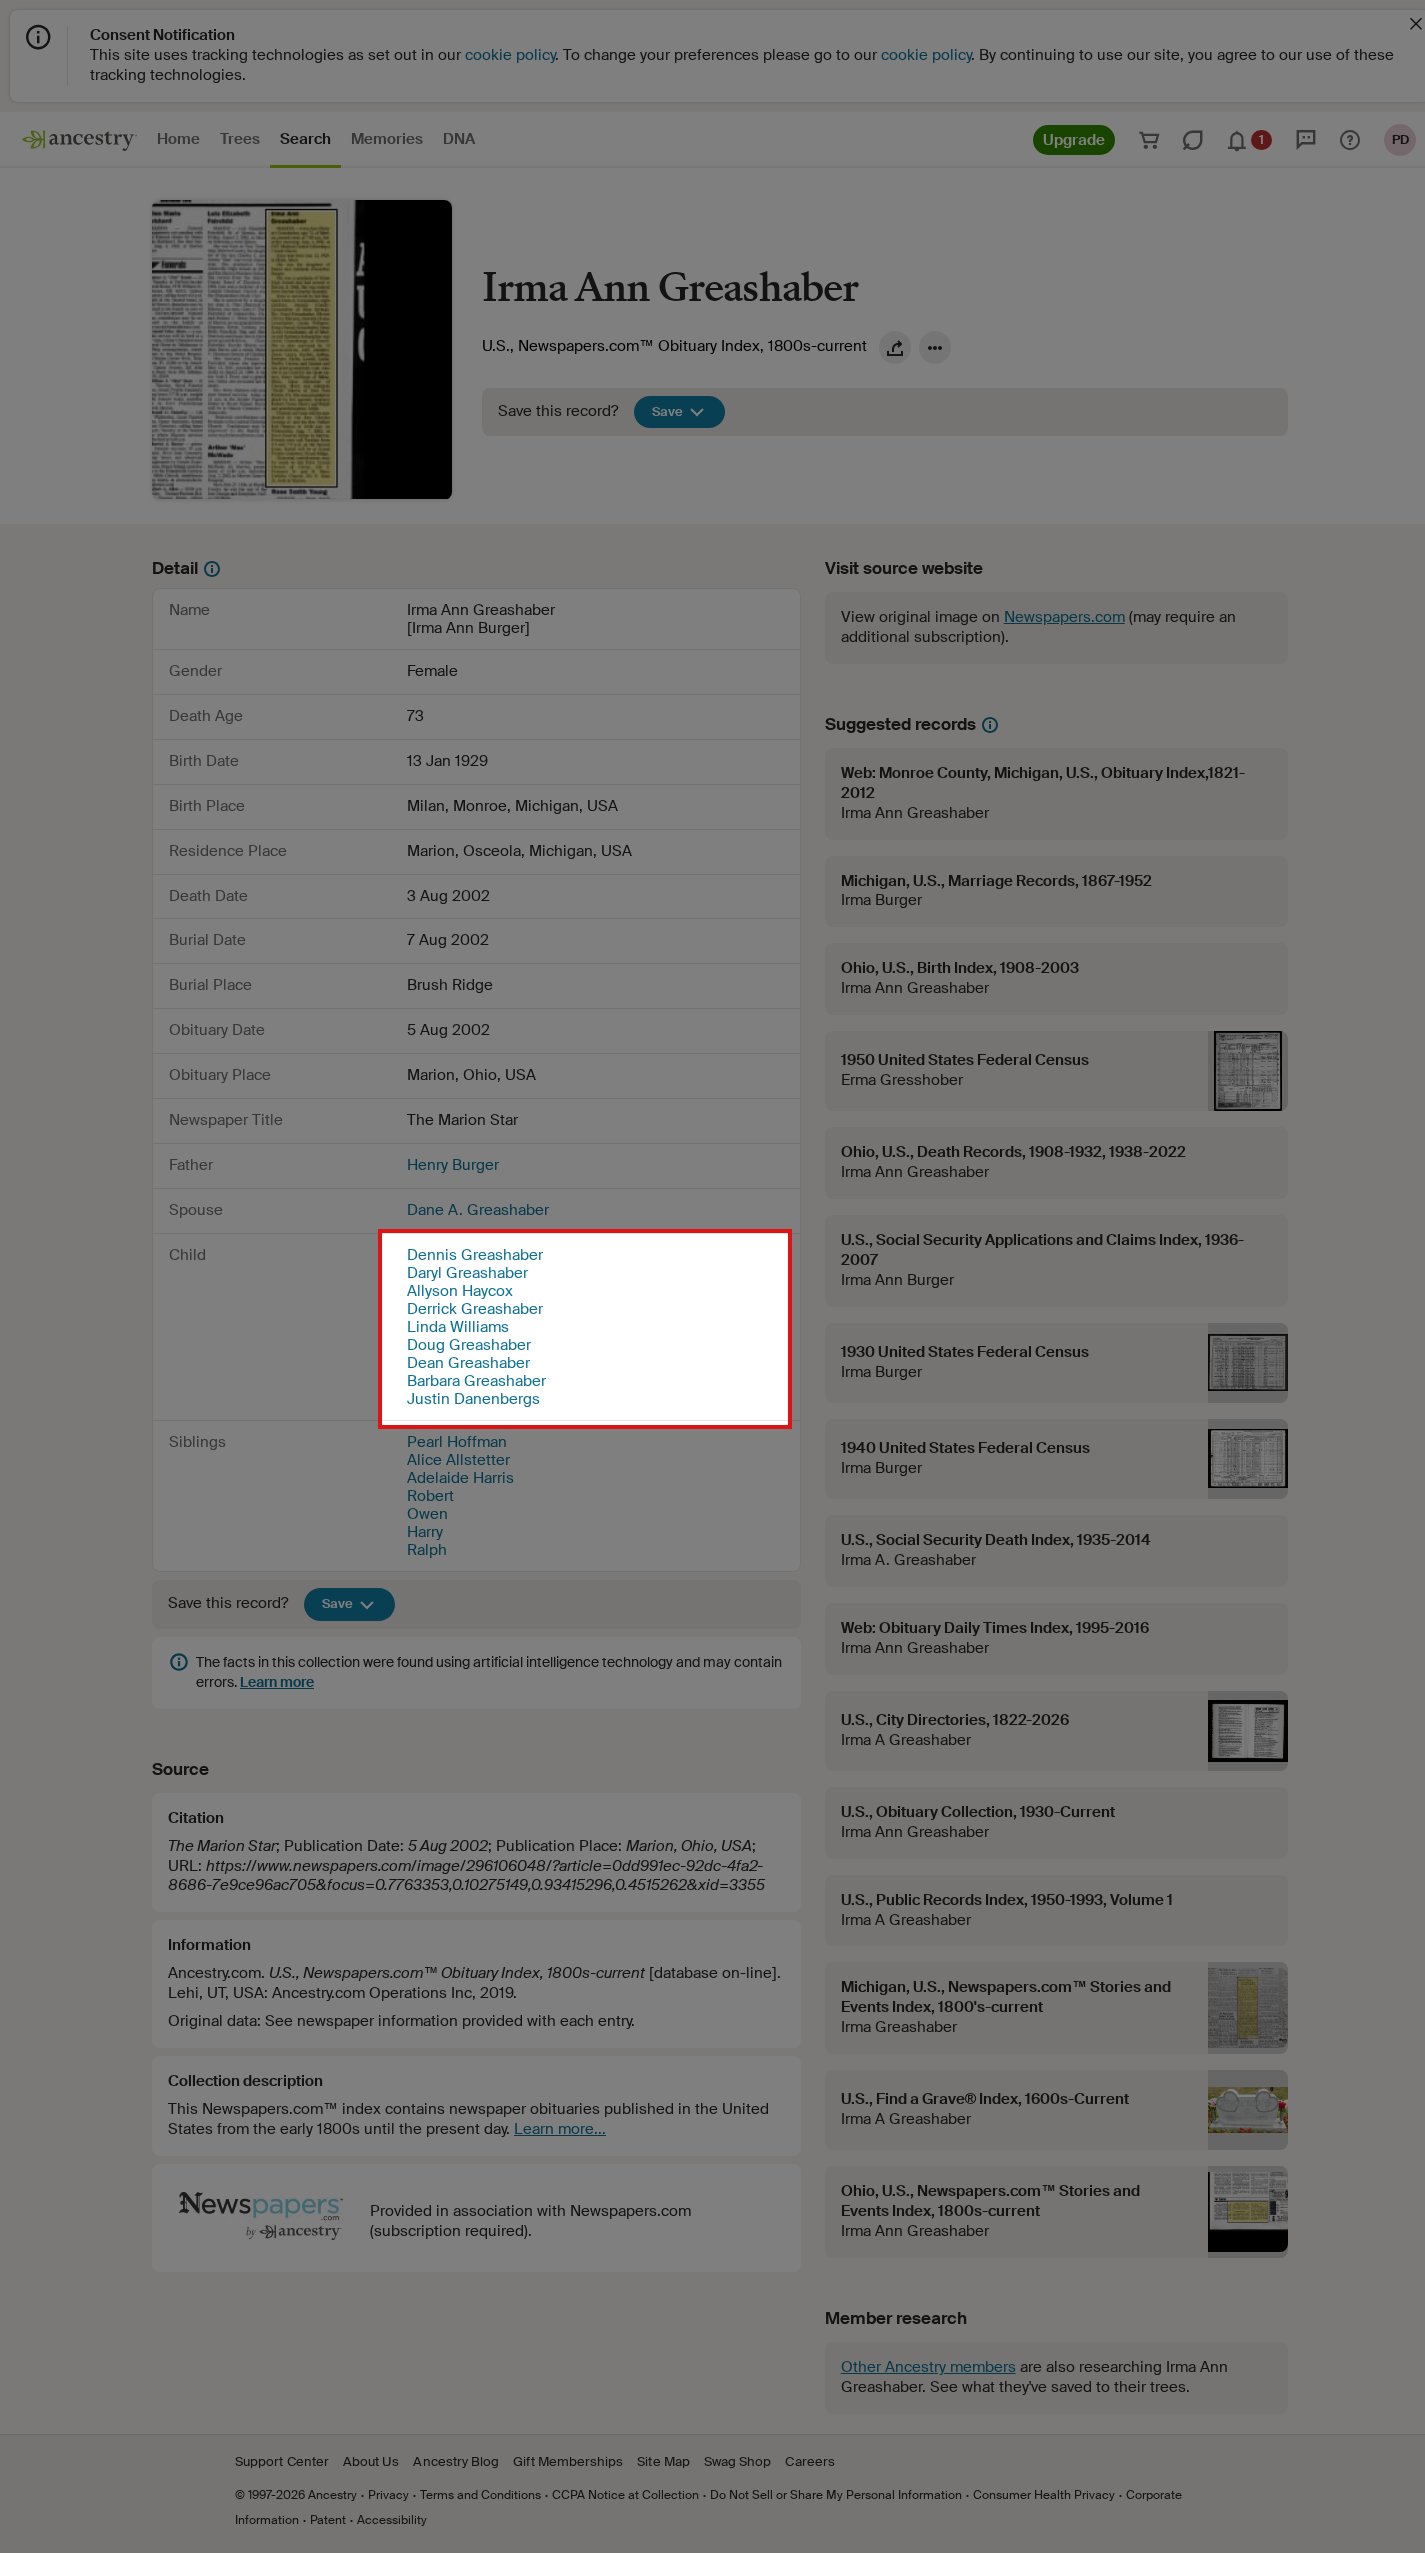 Consent Notification
This site uses tracking technologies as set out in our cookie policy. To change your preferences please go to our cookie policy. By continuing to use our site, you agree to our use of these
tracking technologies.
ancestry
Home Trees Search Memories DNA
Upgrade
1
PD
Lois Elizabeth
Fairchild
Irma Ann
Greashaber
Funerals
Arthur 'Mac'
McWade
Rose Smith Young
Irma Ann Greashaber
U.S., Newspapers.com™ Obituary Index, 1800s-current
Save this record? Save
Detail
Name Irma Ann Greashaber
[Irma Ann Burger]
Gender Female
Death Age 73
Birth Date 13 Jan 1929
Birth Place Milan, Monroe, Michigan, USA
Residence Place Marion, Osceola, Michigan, USA
Death Date 3 Aug 2002
Burial Date 7 Aug 2002
Burial Place Brush Ridge
Obituary Date 5 Aug 2002
Obituary Place Marion, Ohio, USA
Newspaper Title The Marion Star
Father Henry Burger
Spouse Dane A. Greashaber
Child Dennis Greashaber
Daryl Greashaber
Allyson Haycox
Derrick Greashaber
Linda Williams
Doug Greashaber
Dean Greashaber
Barbara Greashaber
Justin Danenbergs
Siblings Pearl Hoffman
Alice Allstetter
Adelaide Harris
Robert
Owen
Harry
Ralph
Save this record? Save
The facts in this collection were found using artificial intelligence technology and may contain
errors. Learn more
Source
Citation
The Marion Star; Publication Date: 5 Aug 2002; Publication Place: Marion, Ohio, USA;
URL: https://www.newspapers.com/image/296106048/?article=0dd991ec-92dc-4fa2-
8686-7e9ce96ac705&focus=0.7763353,0.10275149,0.93415296,0.4515262&xid=3355
Information
Ancestry.com. U.S., Newspapers.com™ Obituary Index, 1800s-current [database on-line].
Lehi, UT, USA: Ancestry.com Operations Inc, 2019.
Original data: See newspaper information provided with each entry.
Collection description
This Newspapers.com™ index contains newspaper obituaries published in the United
States from the early 1800s until the present day. Learn more...
Newspapers.com
by ancestry
Provided in association with Newspapers.com
(subscription required).
Visit source website
View original image on Newspapers.com (may require an
additional subscription).
Suggested records
Web: Monroe County, Michigan, U.S., Obituary Index,1821-
2012
Irma Ann Greashaber
Michigan, U.S., Marriage Records, 1867-1952
Irma Burger
Ohio, U.S., Birth Index, 1908-2003
Irma Ann Greashaber
1950 United States Federal Census
Erma Gresshober
Ohio, U.S., Death Records, 1908-1932, 1938-2022
Irma Ann Greashaber
U.S., Social Security Applications and Claims Index, 1936-
2007
Irma Ann Burger
1930 United States Federal Census
Irma Burger
1940 United States Federal Census
Irma Burger
U.S., Social Security Death Index, 1935-2014
Irma A. Greashaber
Web: Obituary Daily Times Index, 1995-2016
Irma Ann Greashaber
U.S., City Directories, 1822-2026
Irma A Greashaber
U.S., Obituary Collection, 1930-Current
Irma Ann Greashaber
U.S., Public Records Index, 1950-1993, Volume 1
Irma A Greashaber
Michigan, U.S., Newspapers.com™ Stories and
Events Index, 1800's-current
Irma Greashaber
U.S., Find a Grave® Index, 1600s-Current
Irma A Greashaber
Ohio, U.S., Newspapers.com™ Stories and
Events Index, 1800s-current
Irma Ann Greashaber
Member research
Other Ancestry members are also researching Irma Ann
Greashaber. See what they've saved to their trees.
Support Center About Us Ancestry Blog Gift Memberships Site Map Swag Shop Careers
© 1997-2026 Ancestry · Privacy · Terms and Conditions · CCPA Notice at Collection · Do Not Sell or Share My Personal Information · Consumer Health Privacy · Corporate
Information · Patent · Accessibility